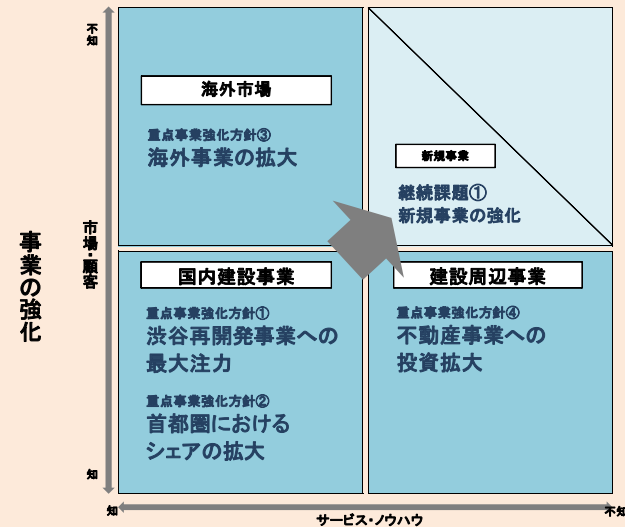 不知
海外市場
重点事業強化方針③
海外事業の拡大
新規事業
継続課題①
新規事業の強化
市場・顧客
事業の強化
国内建設事業
重点事業強化方針①
渋谷再開発事業への
最大注力
重点事業強化方針②
首都圏における
シェアの拡大
建設周辺事業
重点事業強化方針④
不動産事業への
投資拡大
知
知
サービス・ノウハウ
不知